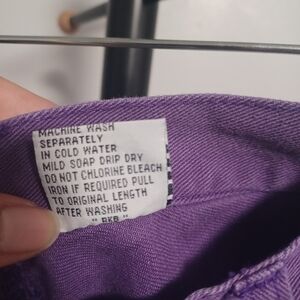 MACHINE WASH
SEPARATELY
IN COLD WATER
MILD SOAP DRIP DRY
DO NOT CHLORINE BLEACH
IRON IF REQUIRED PULL
TO ORIGINAL LENGTH
AFTER WASHING
" RKB "